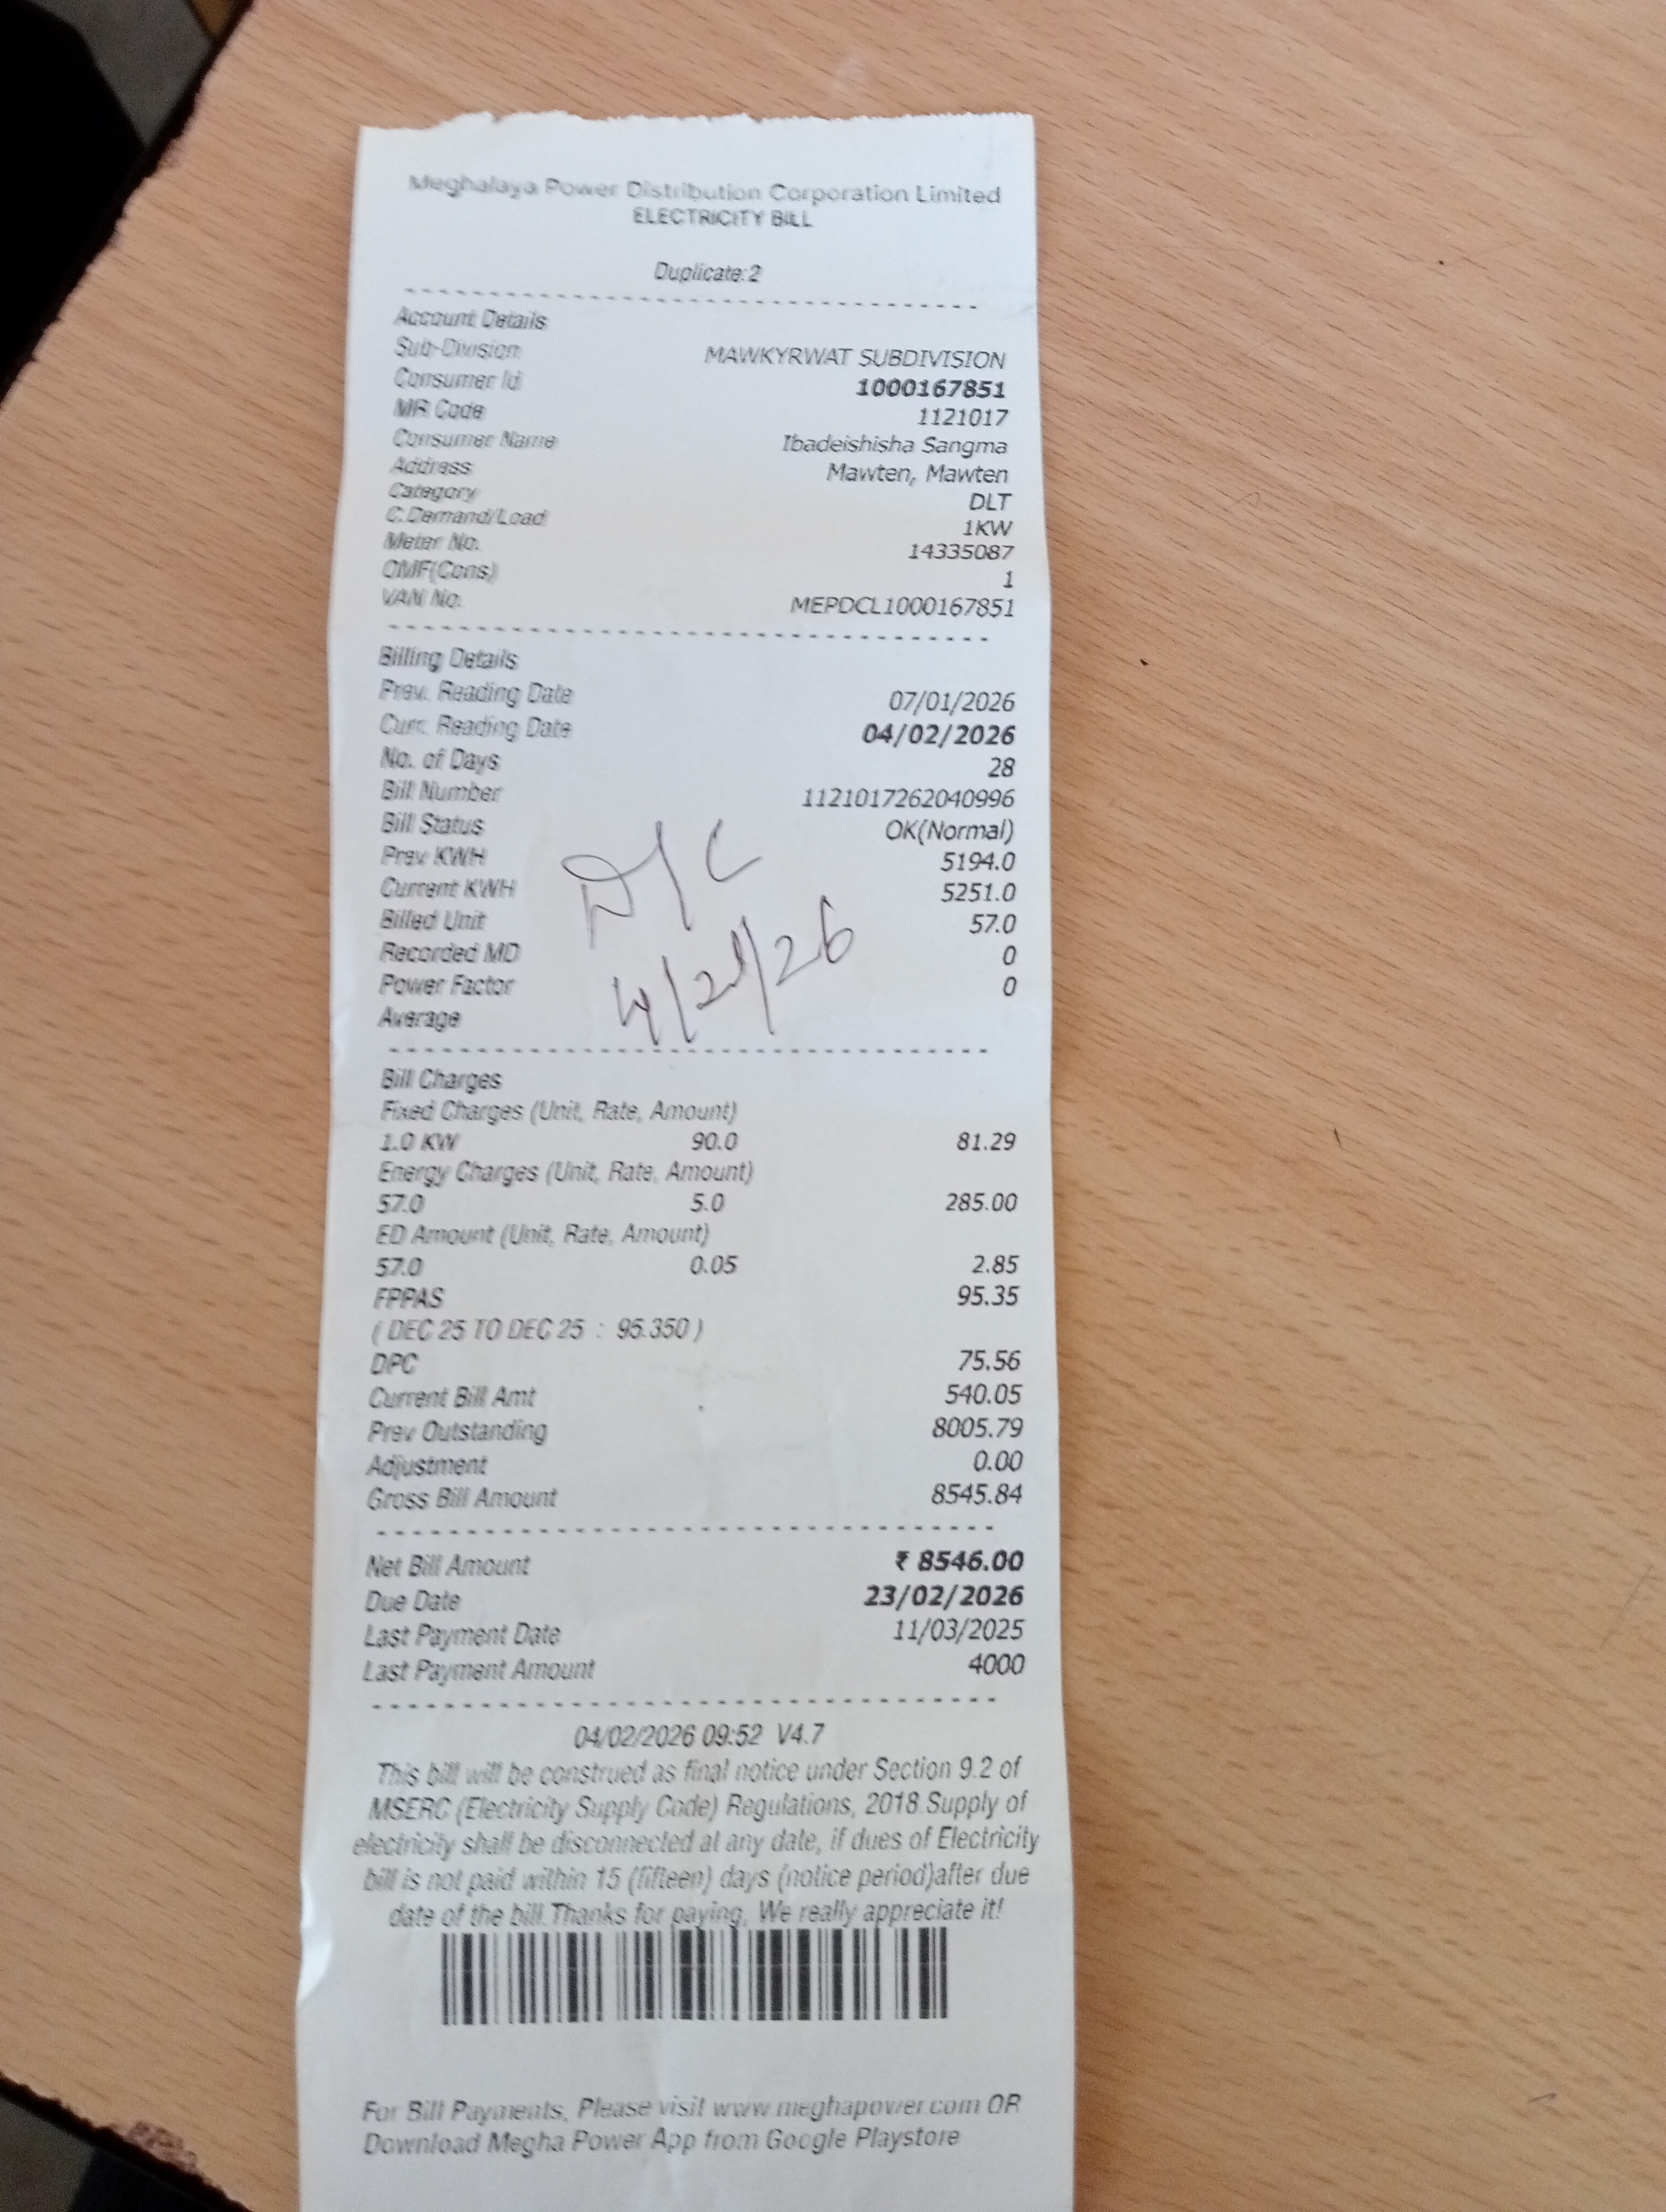 Meghalaya Power Distribution Corporation Limited
ELECTRICITY BILL
Duplicate:2
Account Details
Sub-Division MAWKYRWAT SUBDIVISION
Consumer Id 1000167851
MR Code 1121017
Consumer Name Ibadeishisha Sangma
Address Mawten, Mawten
Category DLT
C.Demand/Load 1KW
Meter No. 14335087
OMF(Cons) 1
VAN No. MEPDCL1000167851
Billing Details
Prev. Reading Date 07/01/2026
Curr. Reading Date 04/02/2026
No. of Days 28
Bill Number 1121017262040996
Bill Status OK(Normal)
Prev KWH 5194.0
Current KWH 5251.0
Billed Unit 57.0
Recorded MD 0
Power Factor 0
Average
D/C
4/2/26
Bill Charges
Fixed Charges (Unit, Rate, Amount)
1.0 KW 90.0 81.29
Energy Charges (Unit, Rate, Amount)
57.0 5.0 285.00
ED Amount (Unit, Rate, Amount)
57.0 0.05 2.85
FPPAS 95.35
( DEC 25 TO DEC 25 : 95.350 )
DPC 75.56
Current Bill Amt 540.05
Prev Outstanding 8005.79
Adjustment 0.00
Gross Bill Amount 8545.84
Net Bill Amount ₹ 8546.00
Due Date 23/02/2026
Last Payment Date 11/03/2025
Last Payment Amount 4000
04/02/2026 09:52 V4.7
This bill will be construed as final notice under Section 9.2 of
MSERC (Electricity Supply Code) Regulations, 2018.Supply of
electricity shall be disconnected at any date, if dues of Electricity
bill is not paid within 15 (fifteen) days (notice period)after due
date of the bill.Thanks for paying, We really appreciate it!
For Bill Payments, Please visit www.meghapower.com OR
Download Megha Power App from Google Playstore